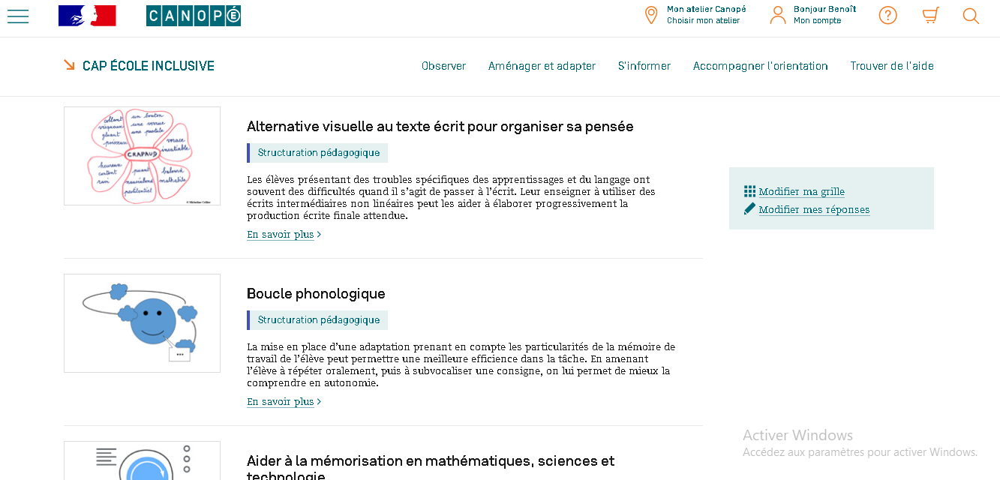 CANOPÉ
Mon atelier Canopé
Choisir mon atelier
Bonjour Benoît
Mon compte
?
CAP ÉCOLE INCLUSIVE
Observer Aménager et adapter S'informer Accompagner l'orientation Trouver de l'aide
collant
visqueux
gluant
poisseux
un bouton
une verrue
une pustule
vorace
insatiable
CRAPAUD
heureux
content
ravi
puant
nauséabond
pestilentiel
balourd
malhabile
© Micheline Cellier
Alternative visuelle au texte écrit pour organiser sa pensée
Structuration pédagogique
Les élèves présentant des troubles spécifiques des apprentissages et du langage ont
souvent des difficultés quand il s'agit de passer à l'écrit. Leur enseigner à utiliser des
écrits intermédiaires non linéaires peut les aider à élaborer progressivement la
production écrite finale attendue.
En savoir plus >
Modifier ma grille
Modifier mes réponses
Boucle phonologique
Structuration pédagogique
La mise en place d'une adaptation prenant en compte les particularités de la mémoire de
travail de l'élève peut permettre une meilleure efficience dans la tâche. En amenant
l'élève à répéter oralement, puis à subvocaliser une consigne, on lui permet de mieux la
comprendre en autonomie.
En savoir plus >
...
Activer Windows
Accédez aux paramètres pour activer Windows.
Aider à la mémorisation en mathématiques, sciences et
technologie